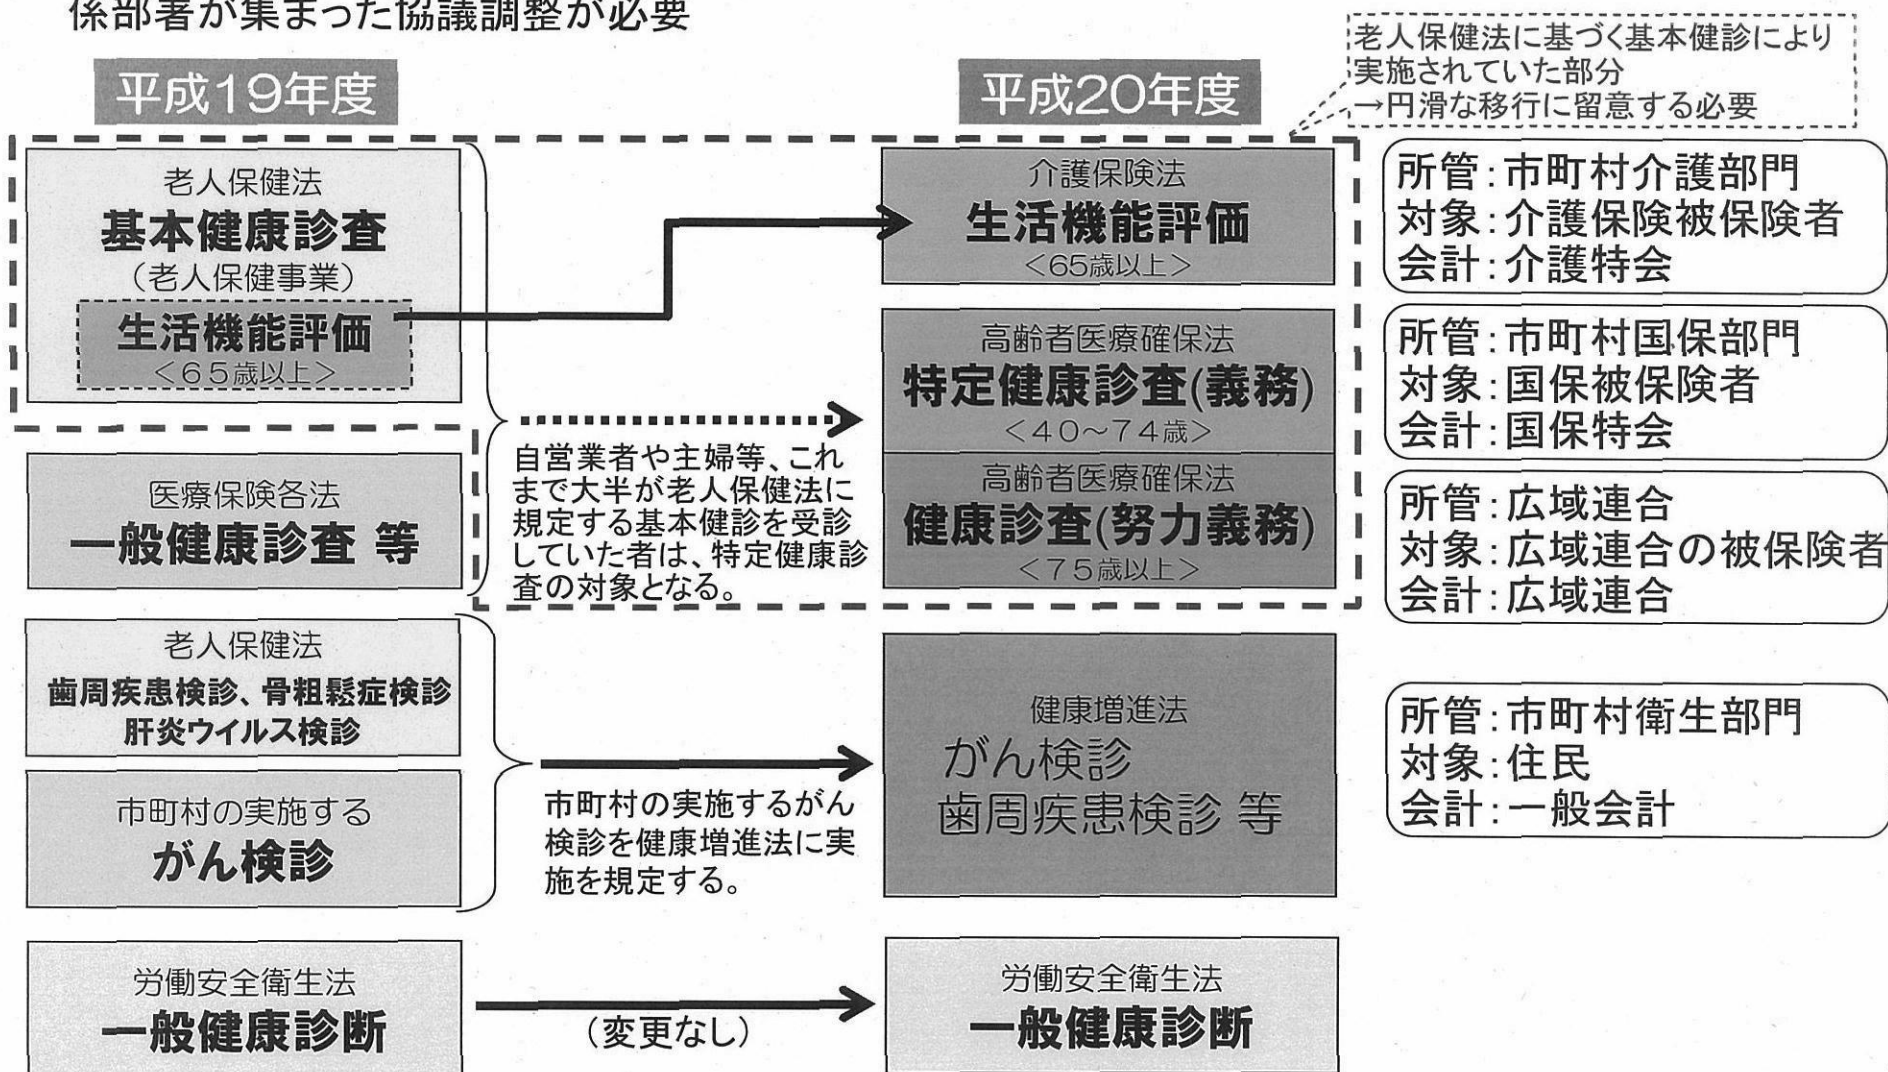 係部署が集まった協議調整が必要
老人保健法に基づく基本健診により
実施されていた部分
→円滑な移行に留意する必要
平成19年度
平成20年度
老人保健法
基本健康診査
（老人保健事業）
生活機能評価
＜65歳以上＞
医療保険各法
一般健康診査 等
自営業者や主婦等、これ
まで大半が老人保健法に
規定する基本健診を受診
していた者は、特定健康診
査の対象となる。
介護保険法
生活機能評価
＜65歳以上＞
高齢者医療確保法
特定健康診査(義務)
＜40～74歳＞
高齢者医療確保法
健康診査(努力義務)
＜75歳以上＞
所管：市町村介護部門
対象：介護保険被保険者
会計：介護特会
所管：市町村国保部門
対象：国保被保険者
会計：国保特会
所管：広域連合
対象：広域連合の被保険者
会計：広域連合
老人保健法
歯周疾患検診、骨粗鬆症検診
肝炎ウイルス検診
市町村の実施する
がん検診
市町村の実施するがん
検診を健康増進法に実
施を規定する。
健康増進法
がん検診
歯周疾患検診 等
所管：市町村衛生部門
対象：住民
会計：一般会計
労働安全衛生法
一般健康診断
（変更なし）
労働安全衛生法
一般健康診断